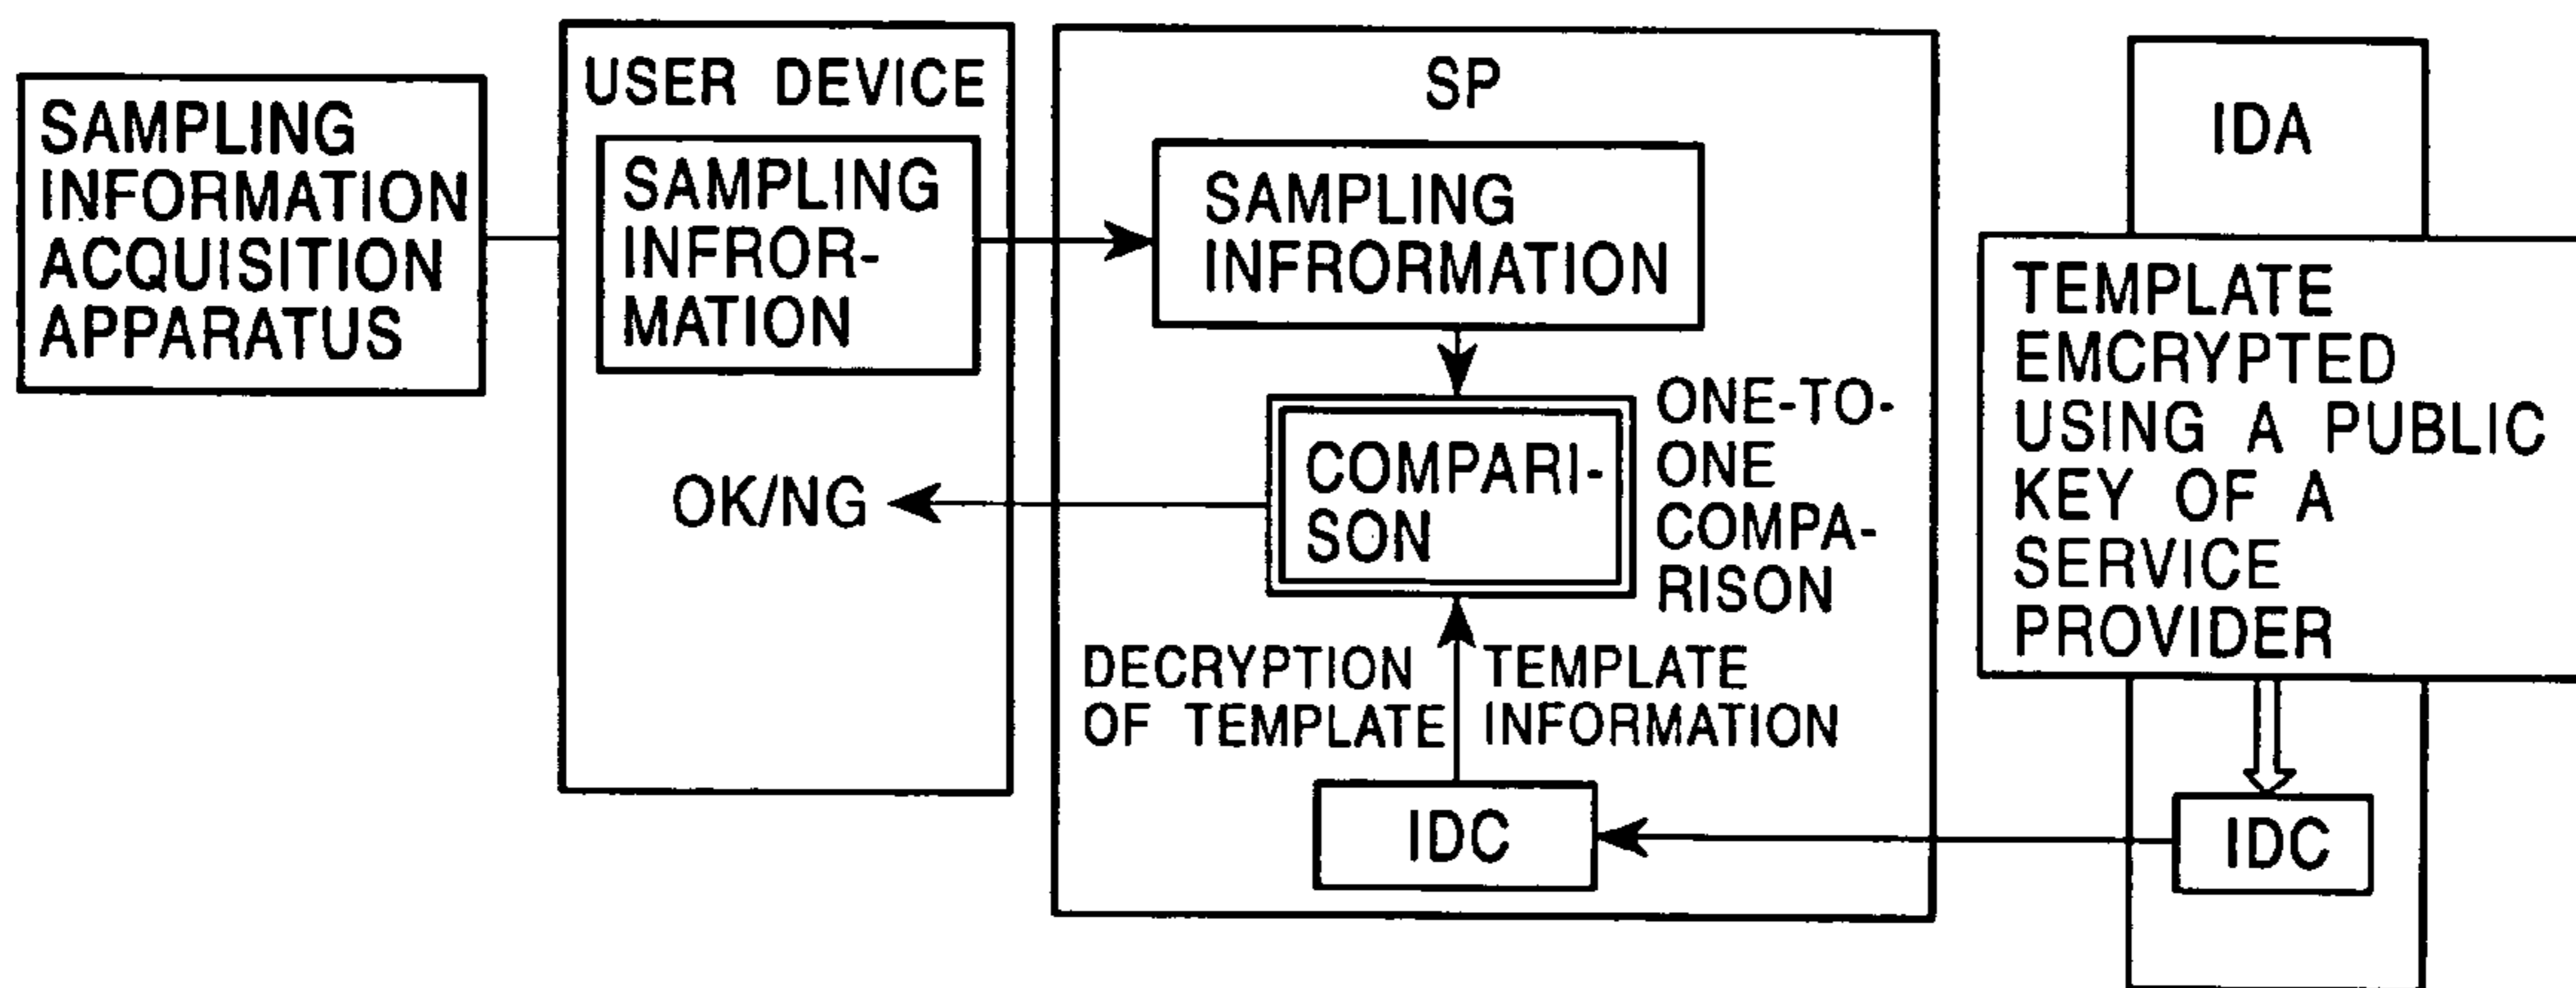 SAMPLING
INFORMATION
ACQUISITION
APPARATUS
USER DEVICE
SAMPLING
INFROR-
MATION
OK/NG
SP
SAMPLING
INFRORMATION
COMPARI-
SON
ONE-TO-
ONE
COMPA-
RISON
DECRYPTION
OF TEMPLATE
TEMPLATE
INFORMATION
IDC
IDA
TEMPLATE
EMCRYPTED
USING A PUBLIC
KEY OF A
SERVICE
PROVIDER
IDC